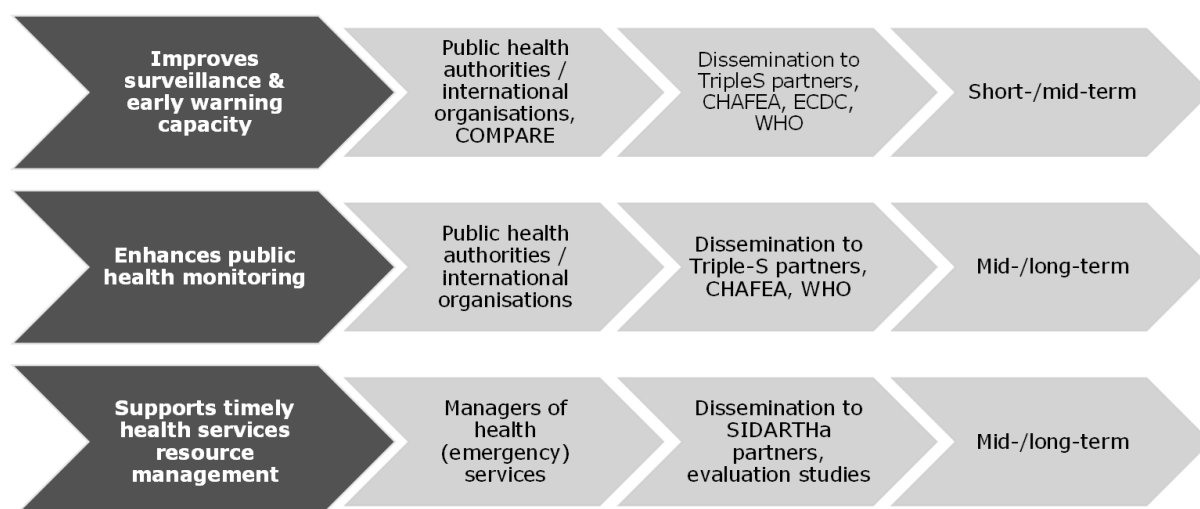 Improves
surveillance &
early warning
capacity
Public health
authorities /
international
organisations,
COMPARE
Dissemination to
TripleS partners,
CHAFEA, ECDC,
WHO
Short-/mid-term
Enhances public
health monitoring
Public health
authorities /
international
organisations
Dissemination to
Triple-S partners,
CHAFEA, WHO
Mid-/long-term
Supports timely
health services
resource
management
Managers of
health
(emergency)
services
Dissemination to
SIDARTHa
partners,
evaluation studies
Mid-/long-term